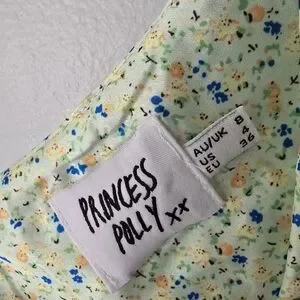 PRINCESS
POLLY xx
AU/UK 8
US 4
EU 36